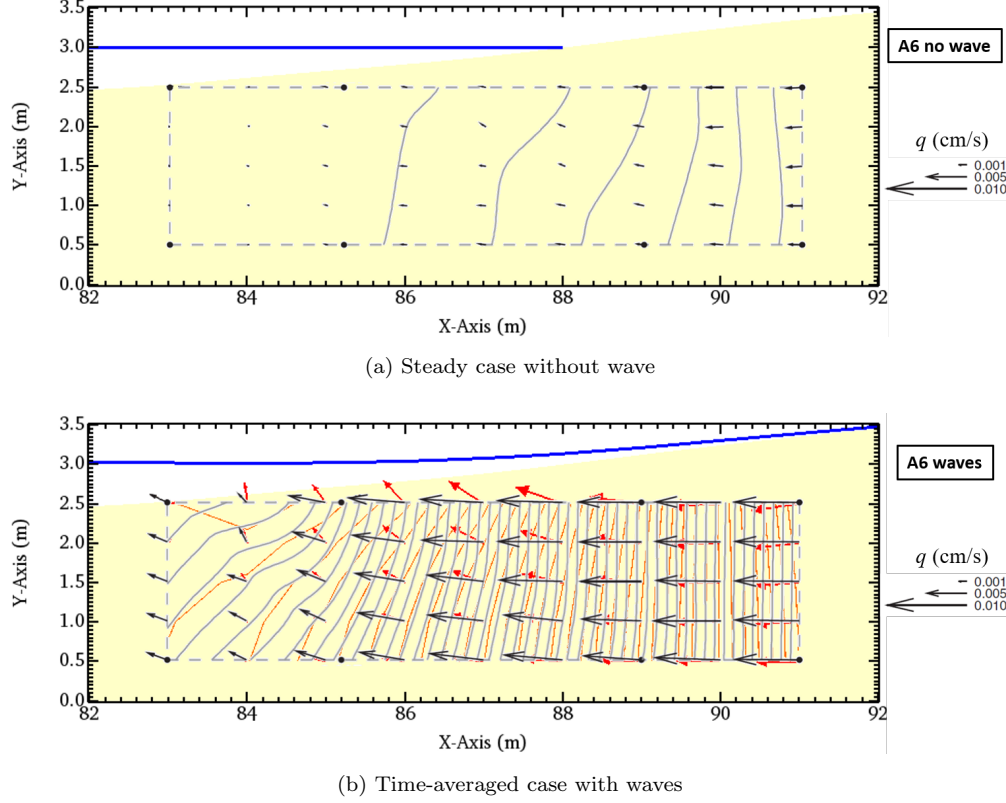 3.5
3.0
2.5
2.0
1.5
1.0
0.5
0.0
Y-Axis (m)
82 84 86 88 90 92
X-Axis (m)
A6 no wave
q (cm/s)
0.001
0.005
0.010
(a) Steady case without wave
3.5
3.0
2.5
2.0
1.5
1.0
0.5
0.0
Y-Axis (m)
82 84 86 88 90 92
X-Axis (m)
A6 waves
q (cm/s)
0.001
0.005
0.010
(b) Time-averaged case with waves